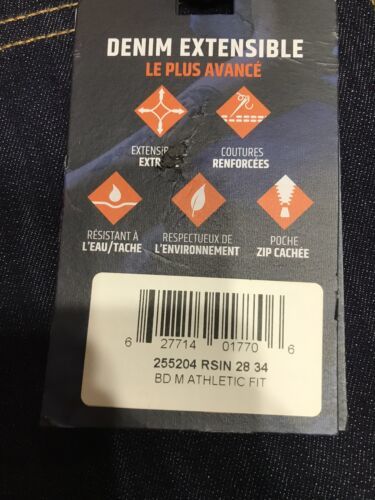 DENIM EXTENSIBLE
LE PLUS AVANCÉ
COUTURES
RENFORCÉES
RÉSISTANT À
L'EAU/TACHE
RESPECTUEUX DE
L'ENVIRONNEMENT
POCHE
ZIP CACHÉE
6 27714 01770 6
255204 RSIN 28 34
BD M ATHLETIC FIT